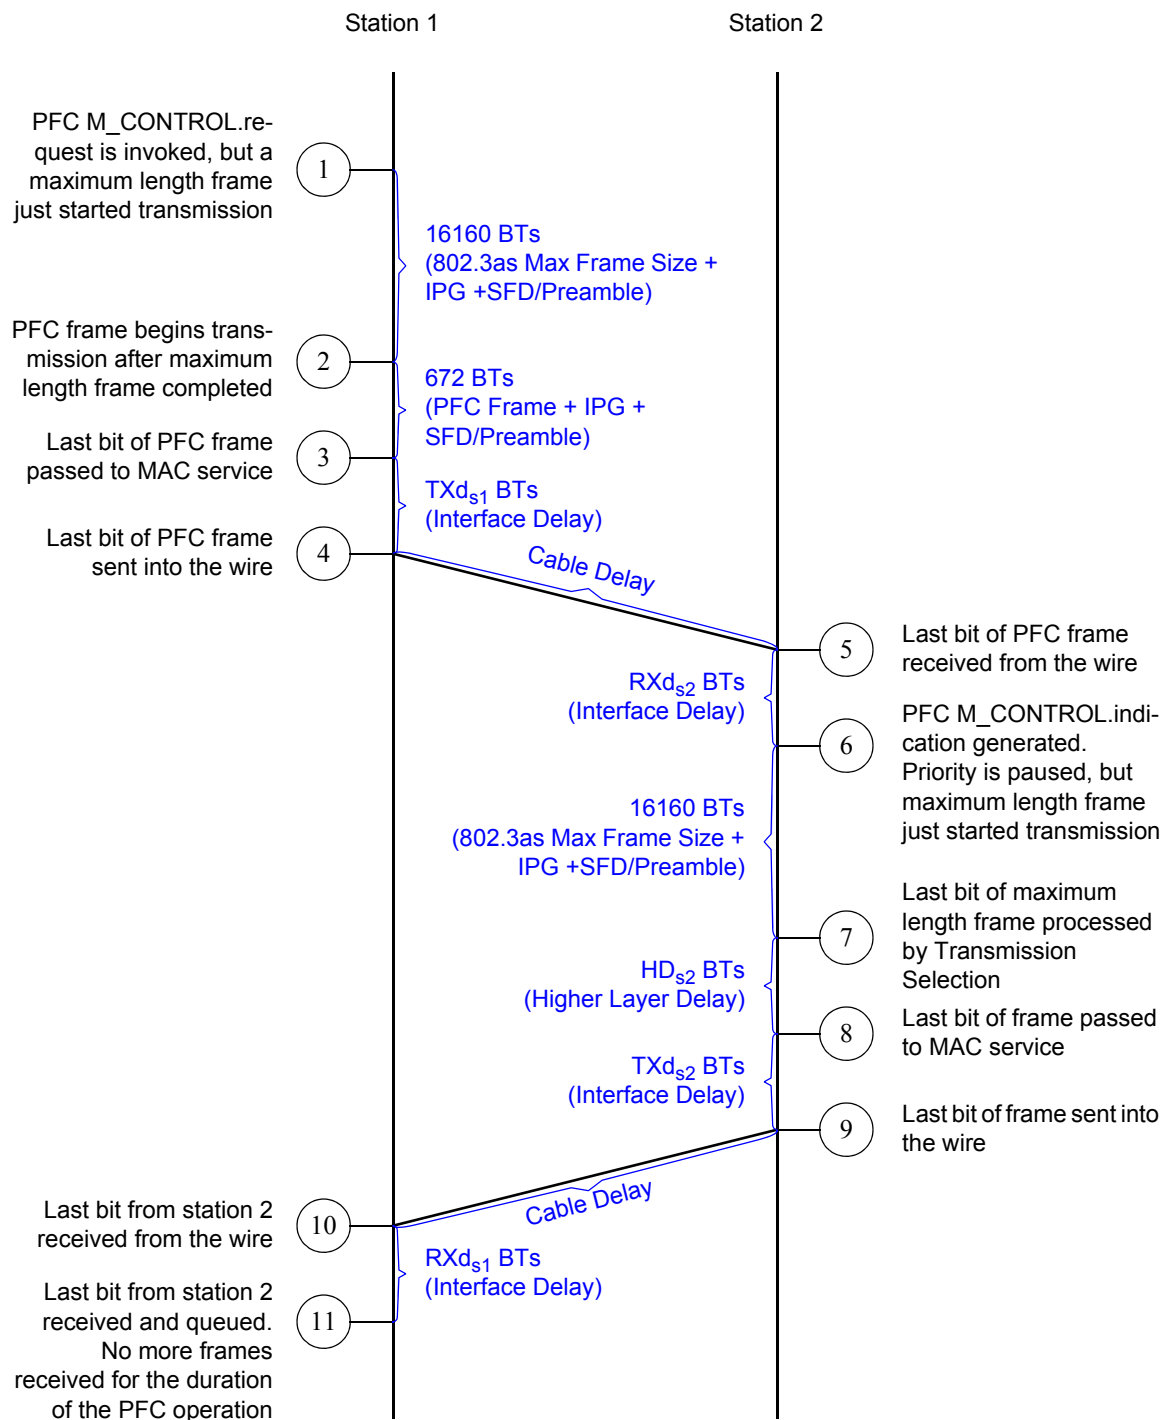 Station 1
Station 2
PFC M_CONTROL.re-
quest is invoked, but a
maximum length frame
just started transmission
1
16160 BTs
(802.3as Max Frame Size +
IPG +SFD/Preamble)
PFC frame begins trans-
mission after maximum
length frame completed
2
672 BTs
(PFC Frame + IPG +
SFD/Preamble)
Last bit of PFC frame
passed to MAC service
3
TXds1 BTs
(Interface Delay)
Last bit of PFC frame
sent into the wire
4
Cable Delay
5
Last bit of PFC frame
received from the wire
RXds2 BTs
(Interface Delay)
6
PFC M_CONTROL.indi-
cation generated.
Priority is paused, but
maximum length frame
just started transmission
16160 BTs
(802.3as Max Frame Size +
IPG +SFD/Preamble)
7
Last bit of maximum
length frame processed
by Transmission
Selection
HDs2 BTs
(Higher Layer Delay)
8
Last bit of frame passed
to MAC service
TXds2 BTs
(Interface Delay)
9
Last bit of frame sent into
the wire
Cable Delay
Last bit from station 2
received from the wire
10
RXds1 BTs
(Interface Delay)
Last bit from station 2
received and queued.
No more frames
received for the duration
of the PFC operation
11